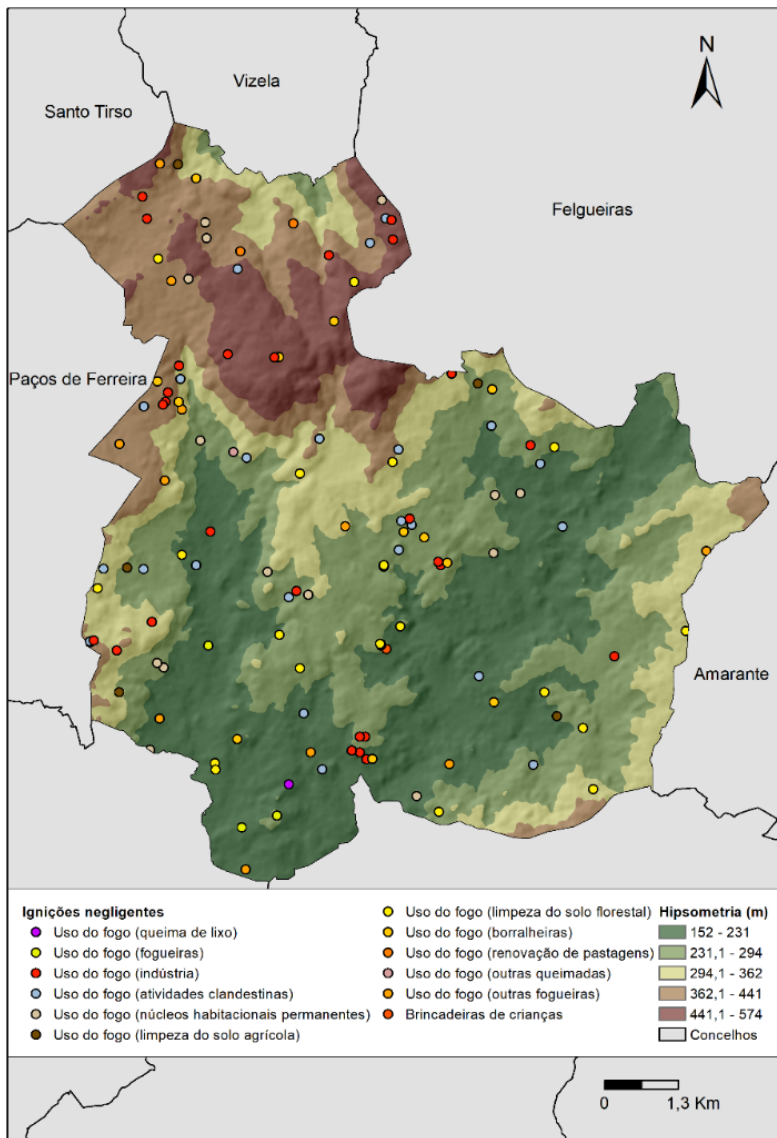 N
Vizela
Santo Tirso
Felgueiras
Paços de Ferreira
Amarante
Ignições negligentes
Uso do fogo (queima de lixo)
Uso do fogo (fogueiras)
Uso do fogo (indústria)
Uso do fogo (atividades clandestinas)
Uso do fogo (núcleos habitacionais permanentes)
Uso do fogo (limpeza do solo agrícola)
Uso do fogo (limpeza do solo florestal)
Uso do fogo (borralheiras)
Uso do fogo (renovação de pastagens)
Uso do fogo (outras queimadas)
Uso do fogo (outras fogueiras)
Brincadeiras de crianças
Hipsometria (m)
152 - 231
231,1 - 294
294,1 - 362
362,1 - 441
441,1 - 574
Concelhos
0 1,3 Km